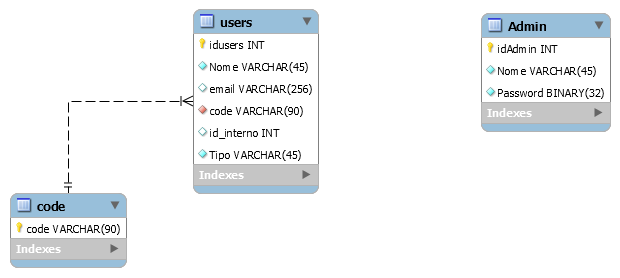 users
idusers INT
Nome VARCHAR(45)
email VARCHAR(256)
code VARCHAR(90)
id_interno INT
Tipo VARCHAR(45)
Indexes
Admin
idAdmin INT
Nome VARCHAR(45)
Password BINARY(32)
Indexes
code
code VARCHAR(90)
Indexes